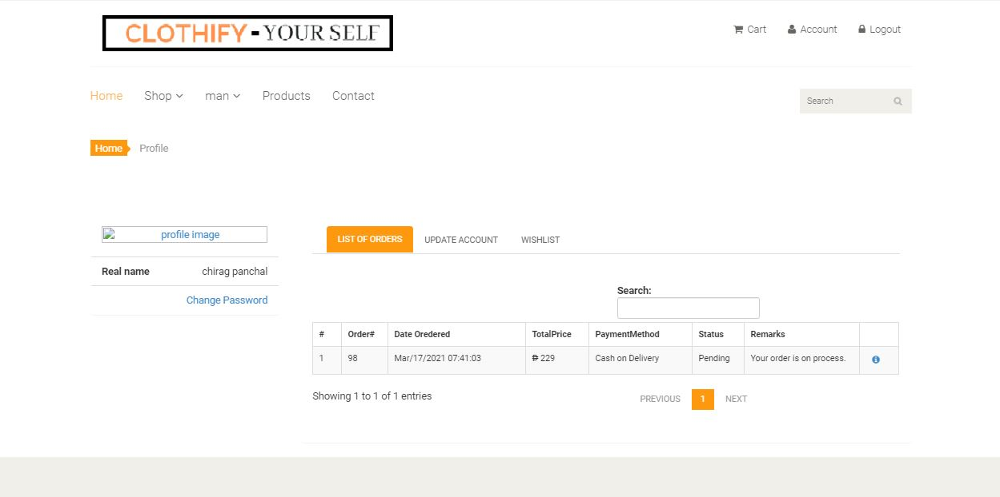 CLOTHIFY-YOUR SELF
Cart Account Logout
Home Shop man Products Contact
Search
Home Profile
profile image
Real name chirag panchal
Change Password
LIST OF ORDERS UPDATE ACCOUNT WISHLIST
Search:
# Order# Date Oredered TotalPrice PaymentMethod Status Remarks
1 98 Mar/17/2021 07:41:03 ₱ 229 Cash on Delivery Pending Your order is on process.
Showing 1 to 1 of 1 entries
PREVIOUS 1 NEXT